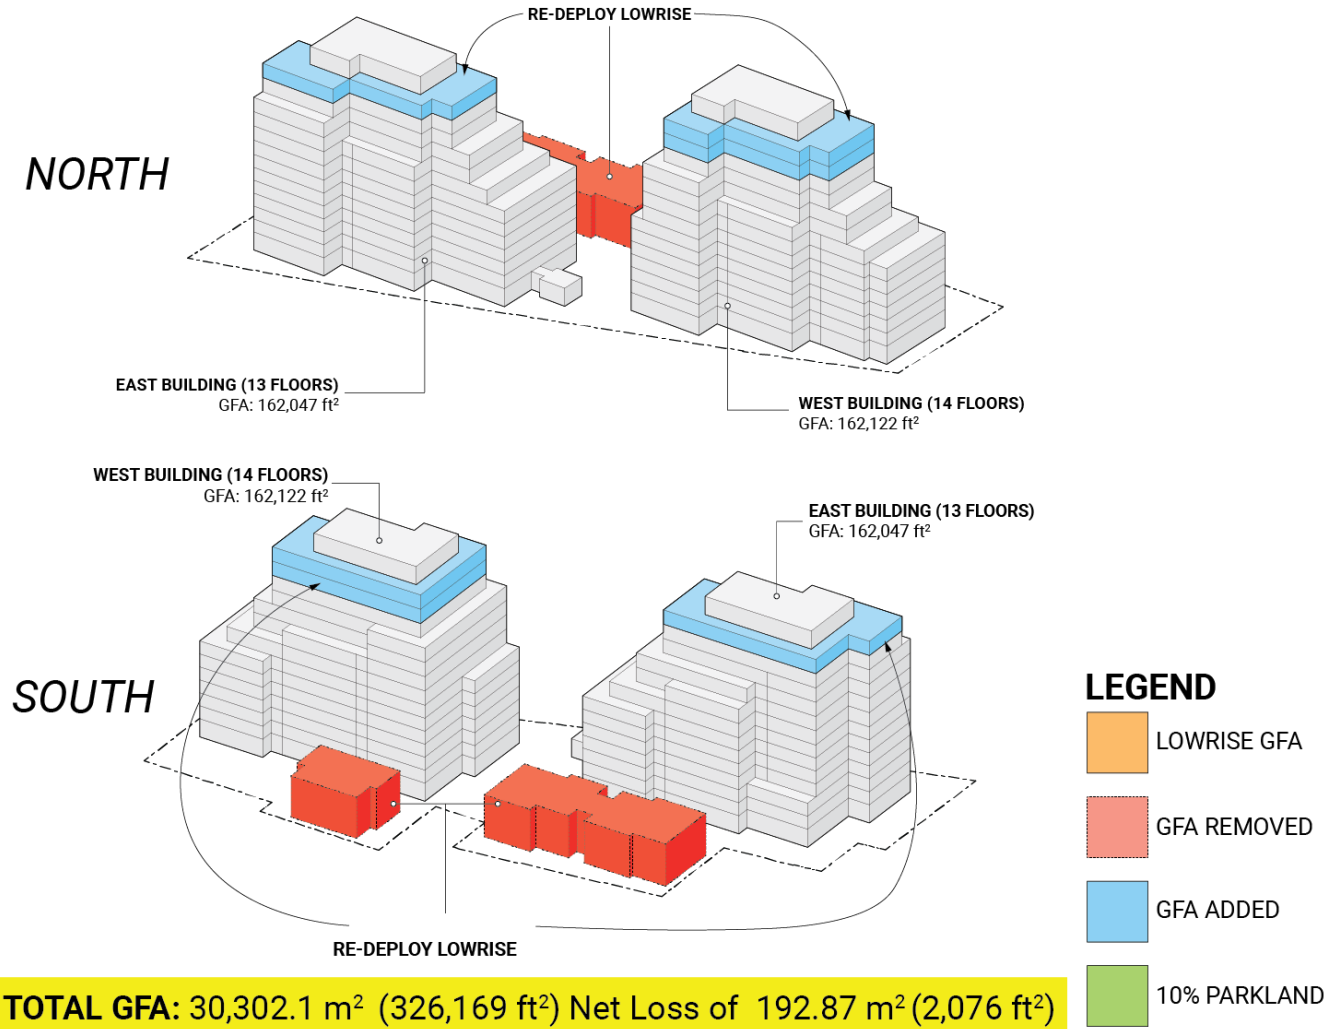 RE-DEPLOY LOWRISE
NORTH
EAST BUILDING (13 FLOORS)
GFA: 162,047 ft²
WEST BUILDING (14 FLOORS)
GFA: 162,122 ft²
WEST BUILDING (14 FLOORS)
GFA: 162,122 ft²
EAST BUILDING (13 FLOORS)
GFA: 162,047 ft²
SOUTH
RE-DEPLOY LOWRISE
LEGEND
LOWRISE GFA
GFA REMOVED
GFA ADDED
10% PARKLAND
TOTAL GFA: 30,302.1 m² (326,169 ft²) Net Loss of 192.87 m² (2,076 ft²)